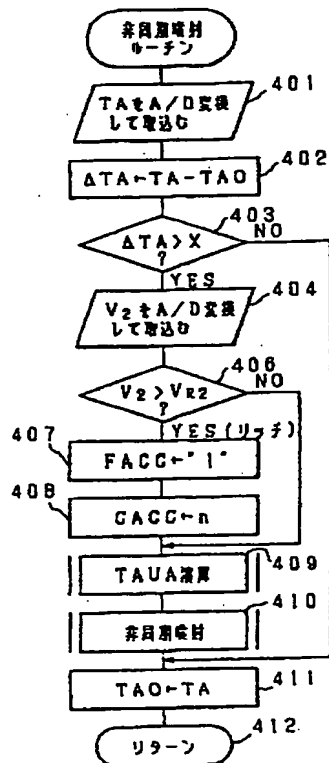 非同期噴射
ルーチン
TAをA/D変換
して取込む
401
ΔTA←TA-TAO
402
ΔTA>X
?
403
NO
YES
V2をA/D変換
して取込む
404
V2>VR2
?
406
NO
YES(リッチ)
407
FACC←"1"
408
CACC←n
TAUA演算
409
非同期噴射
410
TAO←TA
411
リターン
412